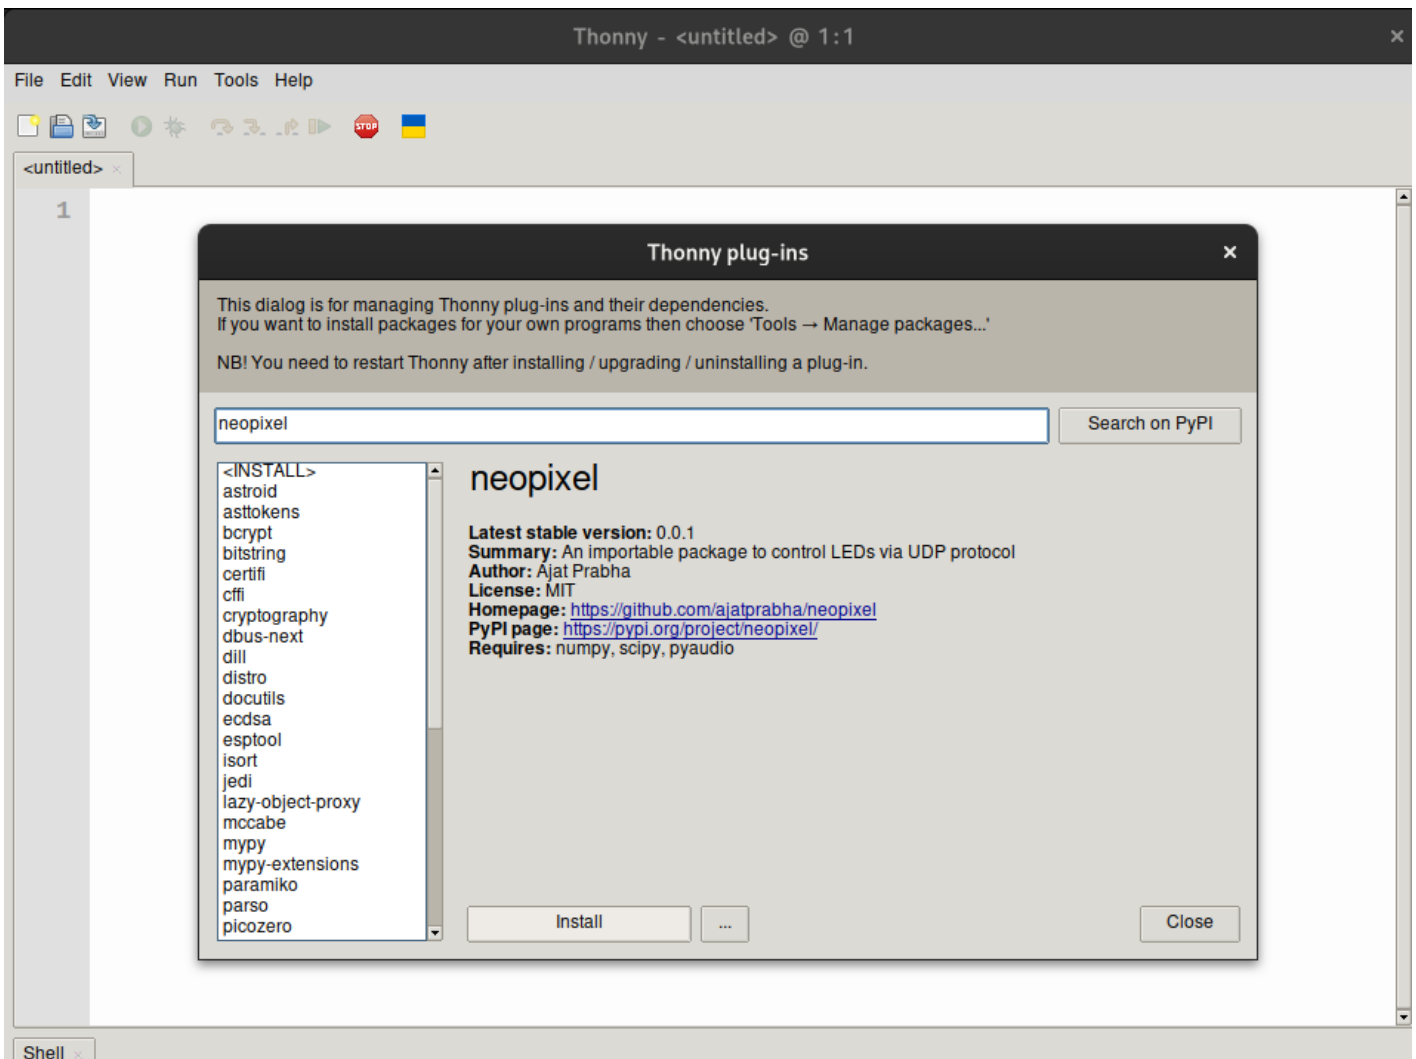 Thonny - <untitled> @ 1:1
File Edit View Run Tools Help
STOP
<untitled>
1
Thonny plug-ins
This dialog is for managing Thonny plug-ins and their dependencies.
If you want to install packages for your own programs then choose 'Tools → Manage packages...'
NB! You need to restart Thonny after installing / upgrading / uninstalling a plug-in.
neopixel
Search on PyPI
<INSTALL>
astroid
asttokens
bcrypt
bitstring
certifi
cffi
cryptography
dbus-next
dill
distro
docutils
ecdsa
esptool
isort
jedi
lazy-object-proxy
mccabe
mypy
mypy-extensions
paramiko
parso
picozero
neopixel
Latest stable version: 0.0.1
Summary: An importable package to control LEDs via UDP protocol
Author: Ajat Prabha
License: MIT
Homepage: https://github.com/ajatprabha/neopixel
PyPI page: https://pypi.org/project/neopixel/
Requires: numpy, scipy, pyaudio
Install
...
Close
Shell